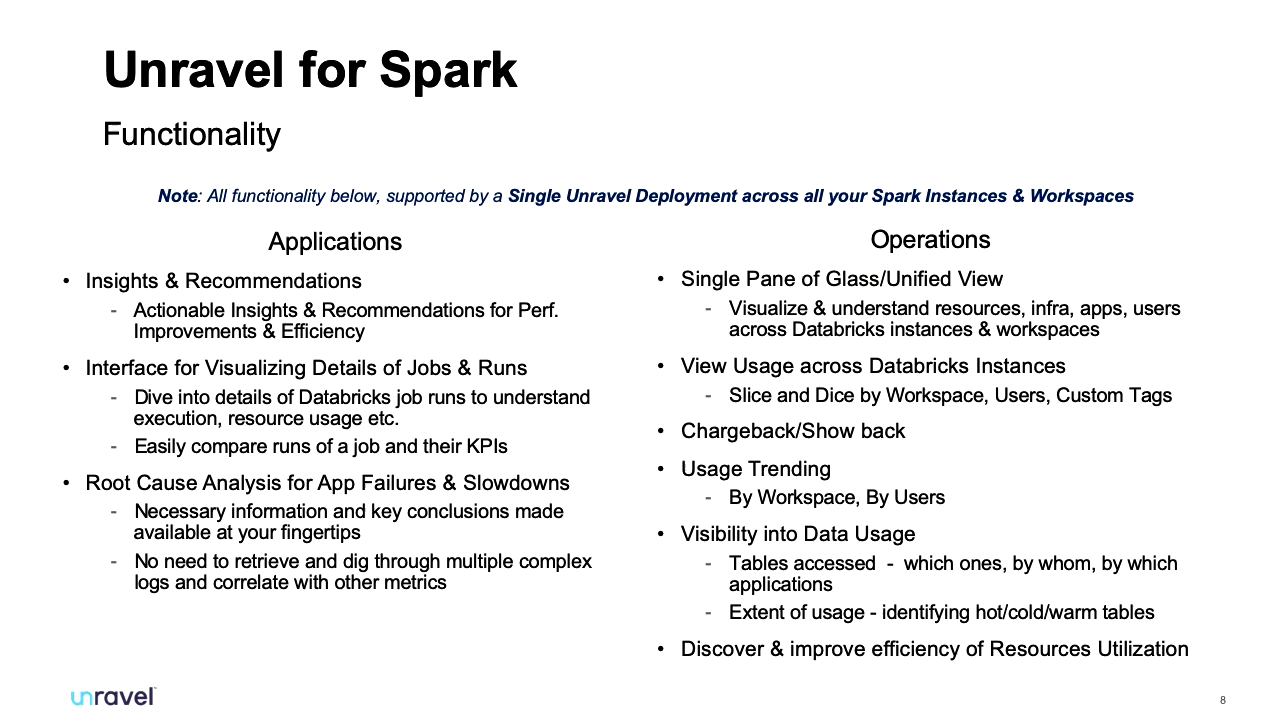 Unravel for Spark
Functionality
Note: All functionality below, supported by a Single Unravel Deployment across all your Spark Instances & Workspaces
Applications
• Insights & Recommendations
- Actionable Insights & Recommendations for Perf.
Improvements & Efficiency
• Interface for Visualizing Details of Jobs & Runs
- Dive into details of Databricks job runs to understand
execution, resource usage etc.
- Easily compare runs of a job and their KPIs
• Root Cause Analysis for App Failures & Slowdowns
- Necessary information and key conclusions made
available at your fingertips
- No need to retrieve and dig through multiple complex
logs and correlate with other metrics
Operations
• Single Pane of Glass/Unified View
- Visualize & understand resources, infra, apps, users
across Databricks instances & workspaces
• View Usage across Databricks Instances
- Slice and Dice by Workspace, Users, Custom Tags
• Chargeback/Show back
• Usage Trending
- By Workspace, By Users
• Visibility into Data Usage
- Tables accessed - which ones, by whom, by which
applications
- Extent of usage - identifying hot/cold/warm tables
• Discover & improve efficiency of Resources Utilization
unravel
8